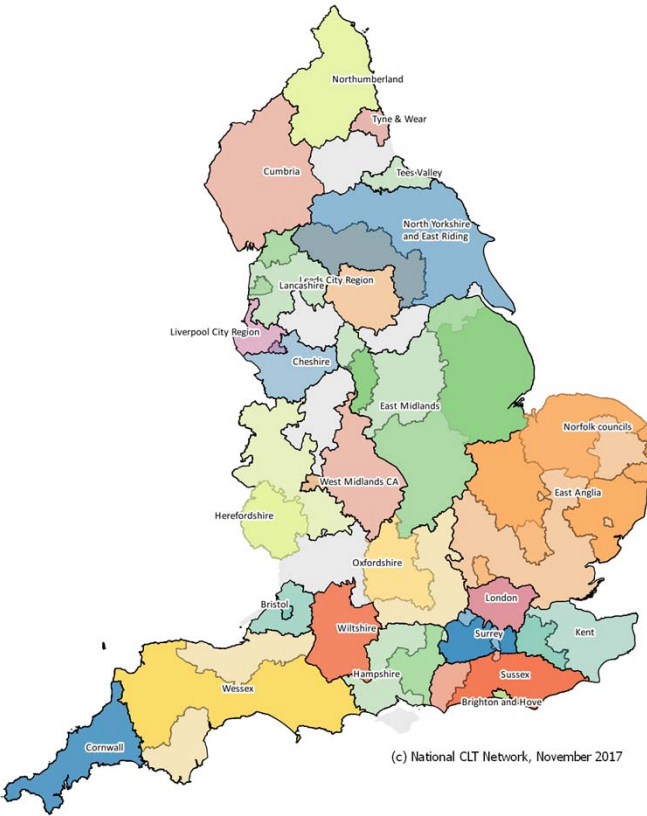 Northumberland
Tyne & Wear
Cumbria
Tees Valley
North Yorkshire
and East Riding
Leeds City Region
Lancashire
Liverpool City Region
Cheshire
East Midlands
Norfolk councils
West Midlands CA
East Anglia
Herefordshire
Oxfordshire
Bristol
London
Wiltshire
Surrey
Kent
Hampshire
Sussex
Wessex
Brighton and Hove
Cornwall
(c) National CLT Network, November 2017